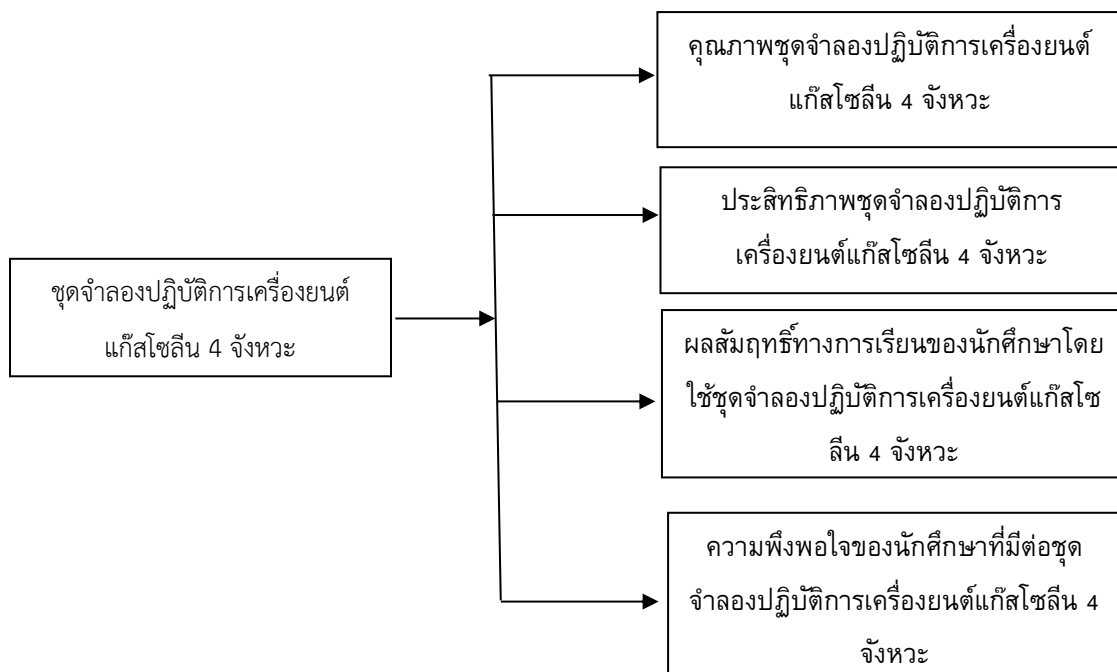 คุณภาพชุดจำลองปฏิบัติการเครื่องยนต์
แก๊สโซลีน 4 จังหวะ
ประสิทธิภาพชุดจำลองปฏิบัติการ
เครื่องยนต์แก๊สโซลีน 4 จังหวะ
ชุดจำลองปฏิบัติการเครื่องยนต์
แก๊สโซลีน 4 จังหวะ
ผลสัมฤทธิ์ทางการเรียนของนักศึกษาโดย
ใช้ชุดจำลองปฏิบัติการเครื่องยนต์แก๊สโซ
ลีน 4 จังหวะ
ความพึงพอใจของนักศึกษาที่มีต่อชุด
จำลองปฏิบัติการเครื่องยนต์แก๊สโซลีน 4
จังหวะ